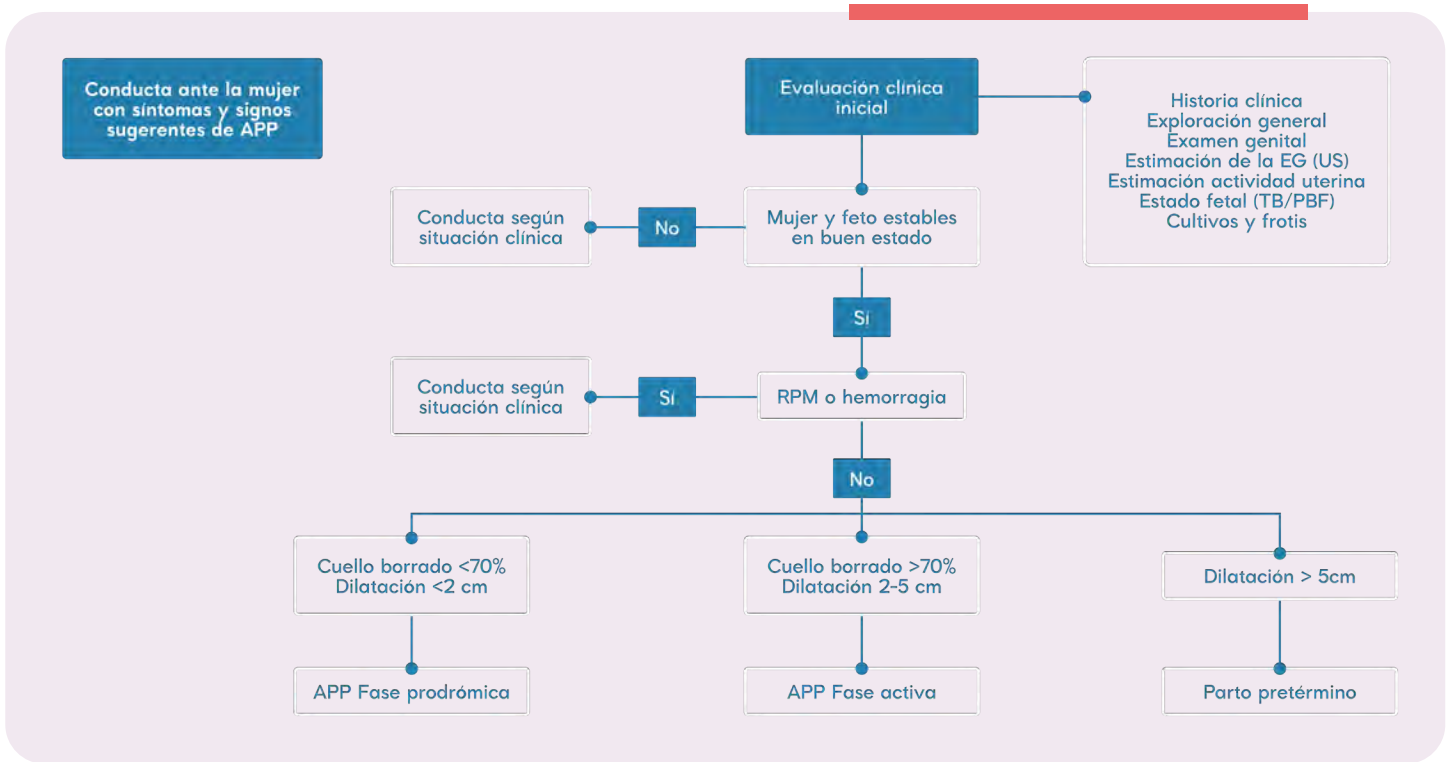 Conducta ante la mujer
con síntomas y signos
sugerentes de APP
Evaluación clínica
inicial
Historia clínica
Exploración general
Examen genital
Estimación de la EG (US)
Estimación actividad uterina
Estado fetal (TB/PBF)
Cultivos y frotis
Conducta según
situación clínica
No
Mujer y feto estables
en buen estado
Sí
Conducta según
situación clínica
Sí
RPM o hemorragia
No
Cuello borrado <70%
Dilatación <2 cm
Cuello borrado >70%
Dilatación 2-5 cm
Dilatación > 5cm
APP Fase prodrómica
APP Fase activa
Parto pretérmino